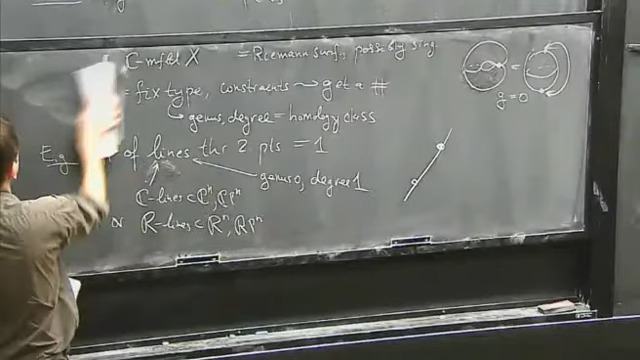 C-mfld X = Riemann surf, possibly sing
= fix type, constraints → get a #
↳ genus, degree = homology class
E.g of lines thr 2 pts = 1
genus 0, degree 1
C-lines ⊂ Cⁿ, CPⁿ
or R-lines ⊂ Rⁿ, RPⁿ
=
g=0